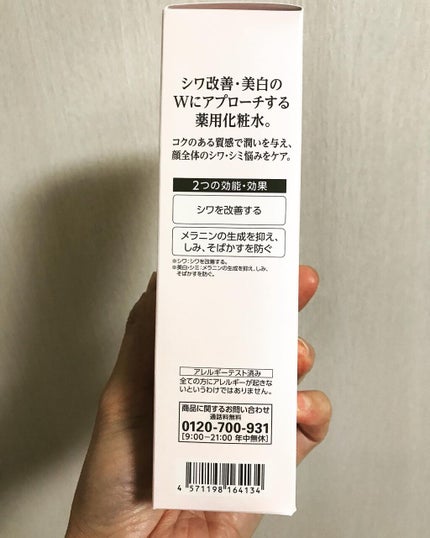 シワ改善・美白の
Wにアプローチする
薬用化粧水。
コクのある質感で潤いを与え、
顔全体のシワ・シミ悩みをケア。
2つの効能・効果
シワを改善する
メラニンの生成を抑え、
しみ、そばかすを防ぐ
※シワ：シワを改善する。
※美白・シミ：メラニンの生成を抑え、しみ、
そばかすを防ぐ。
アレルギーテスト済み
全ての方にアレルギーが起きな
いというわけではありません。
商品に関するお問い合わせ
通話料無料
0120-700-931
[9:00－21:00 年中無休]
4 571198 164134